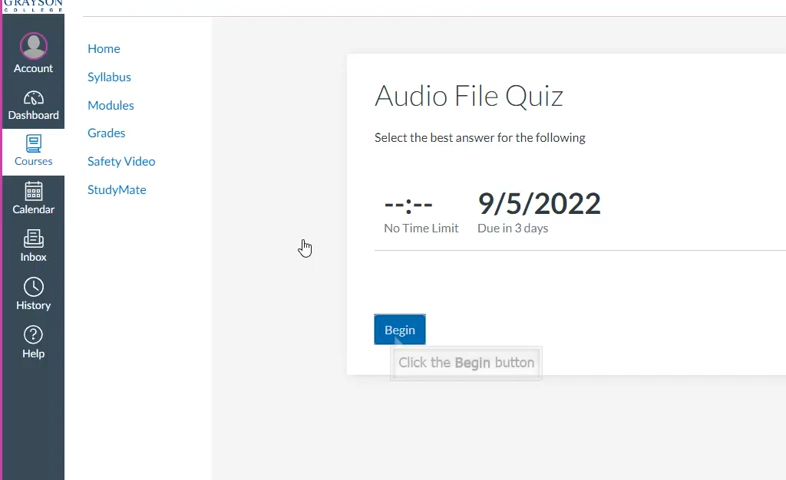 GRAYSON
COLLEGE
Account
Dashboard
Courses
Calendar
Inbox
History
Help
Home
Syllabus
Modules
Grades
Safety Video
StudyMate
Audio File Quiz
Select the best answer for the following
--:--
No Time Limit
9/5/2022
Due in 3 days
Begin
Click the Begin button